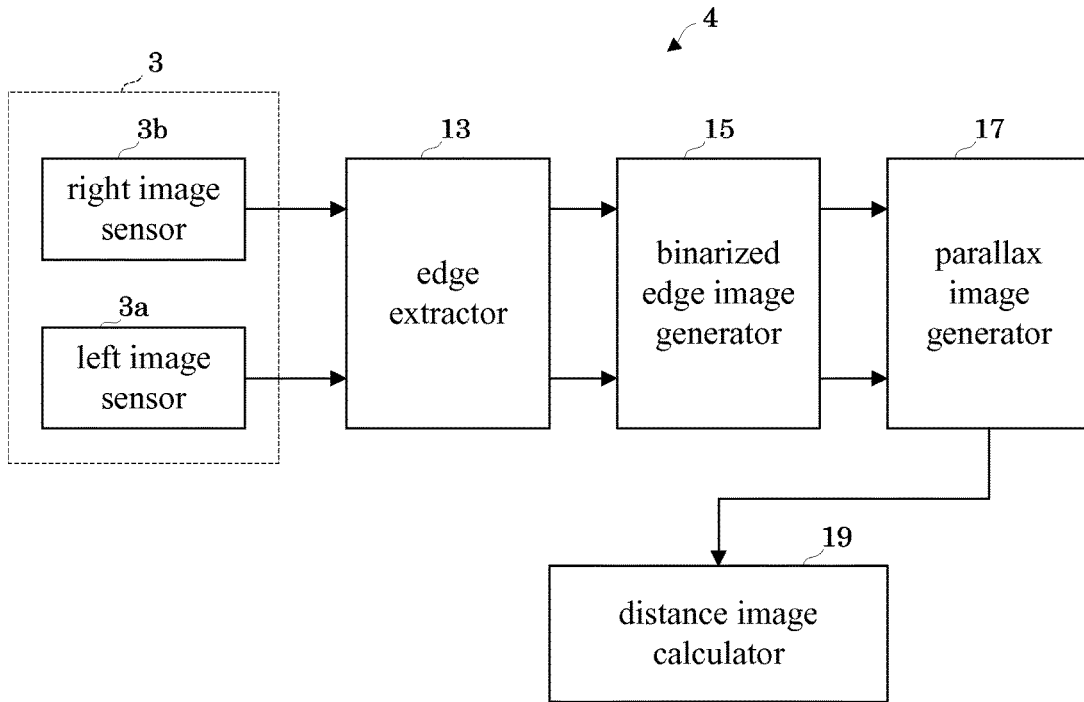 4
3
3b
right image
sensor
3a
left image
sensor
13
edge
extractor
15
binarized
edge image
generator
17
parallax
image
generator
19
distance image
calculator